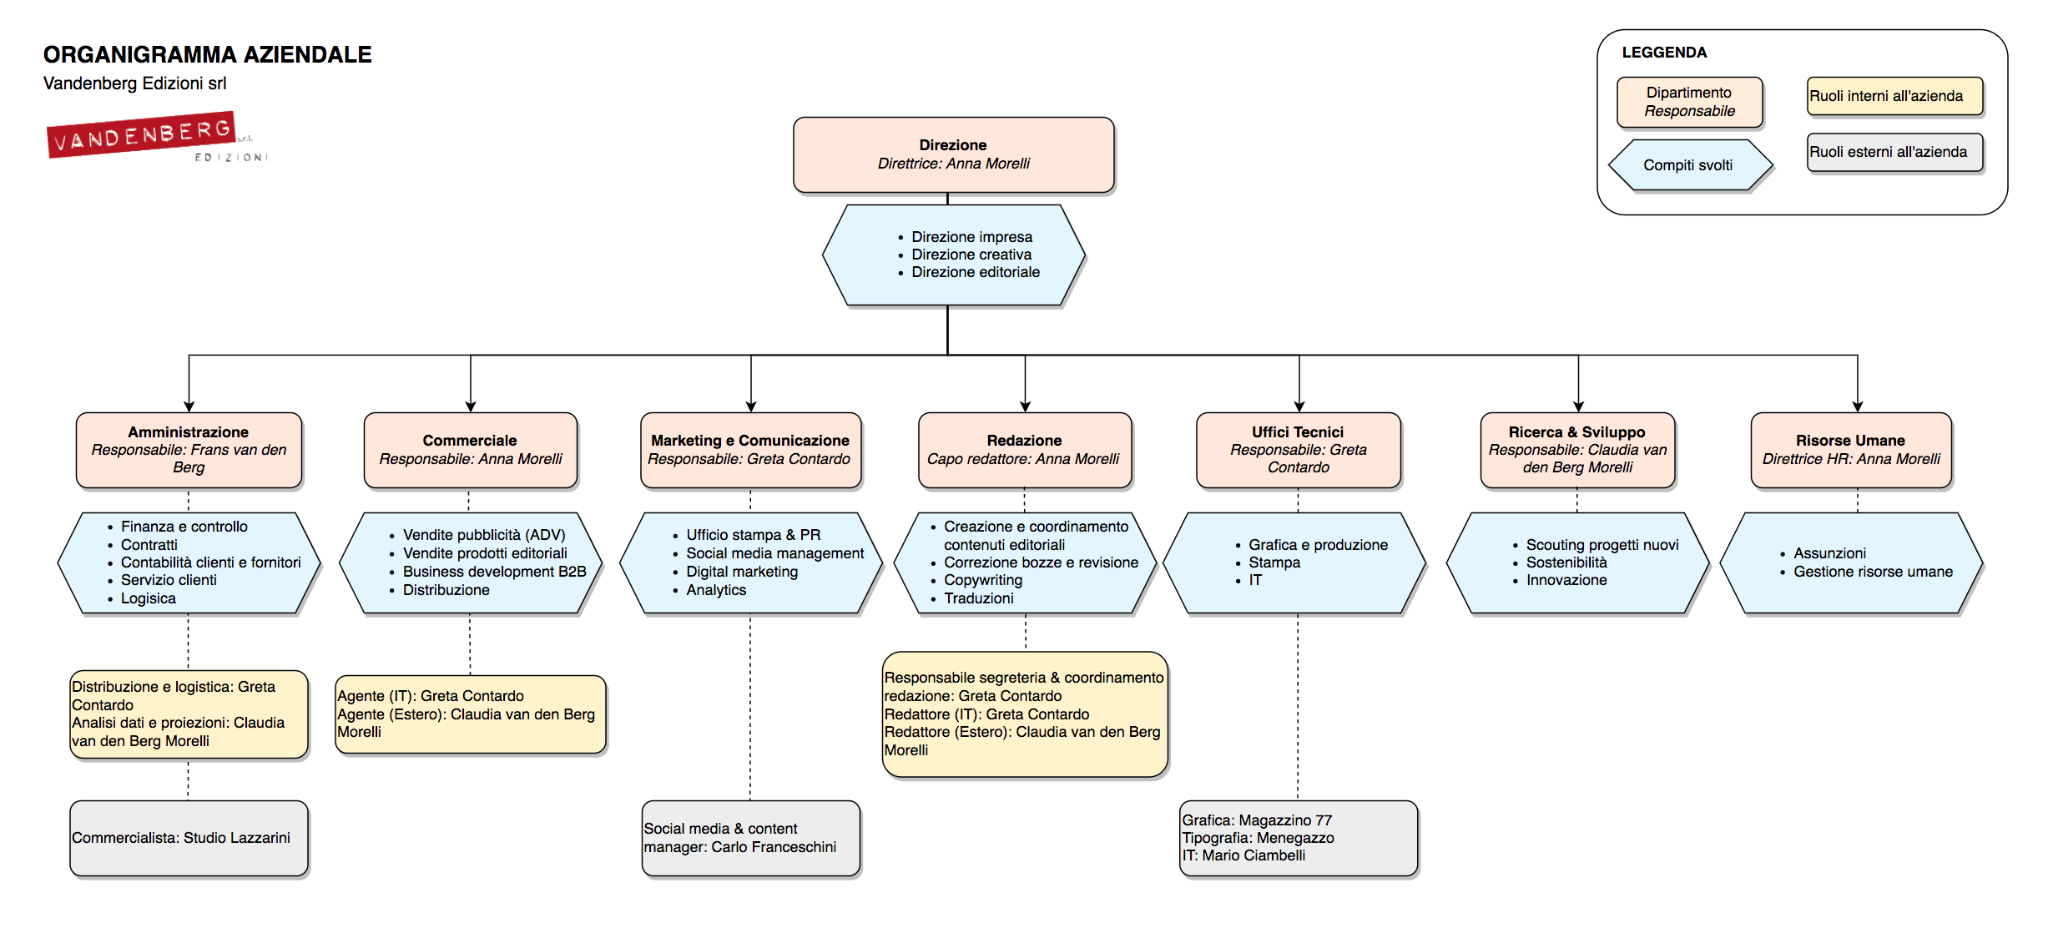 ORGANIGRAMMA AZIENDALE
Vandenberg Edizioni srl
VANDENBERG s.r.l.
EDIZIONI
LEGGENDA
Dipartimento
Responsabile
Ruoli interni all'azienda
Compiti svolti
Ruoli esterni all'azienda
Direzione
Direttrice: Anna Morelli
• Direzione impresa
• Direzione creativa
• Direzione editoriale
Amministrazione
Responsabile: Frans van den
Berg
• Finanza e controllo
• Contratti
• Contabilità clienti e fornitori
• Servizio clienti
• Logisica
Distribuzione e logistica: Greta
Contardo
Analisi dati e proiezioni: Claudia
van den Berg Morelli
Commercialista: Studio Lazzarini
Commerciale
Responsabile: Anna Morelli
• Vendite pubblicità (ADV)
• Vendite prodotti editoriali
• Business development B2B
• Distribuzione
Agente (IT): Greta Contardo
Agente (Estero): Claudia van den Berg
Morelli
Marketing e Comunicazione
Responsabile: Greta Contardo
• Ufficio stampa & PR
• Social media management
• Digital marketing
• Analytics
Social media & content
manager: Carlo Franceschini
Redazione
Capo redattore: Anna Morelli
• Creazione e coordinamento
contenuti editoriali
• Correzione bozze e revisione
• Copywriting
• Traduzioni
Responsabile segreteria & coordinamento
redazione: Greta Contardo
Redattore (IT): Greta Contardo
Redattore (Estero): Claudia van den Berg
Morelli
Uffici Tecnici
Responsabile: Greta
Contardo
• Grafica e produzione
• Stampa
• IT
Grafica: Magazzino 77
Tipografia: Menegazzo
IT: Mario Ciambelli
Ricerca & Sviluppo
Responsabile: Claudia van
den Berg Morelli
• Scouting progetti nuovi
• Sostenibilità
• Innovazione
Risorse Umane
Direttrice HR: Anna Morelli
• Assunzioni
• Gestione risorse umane